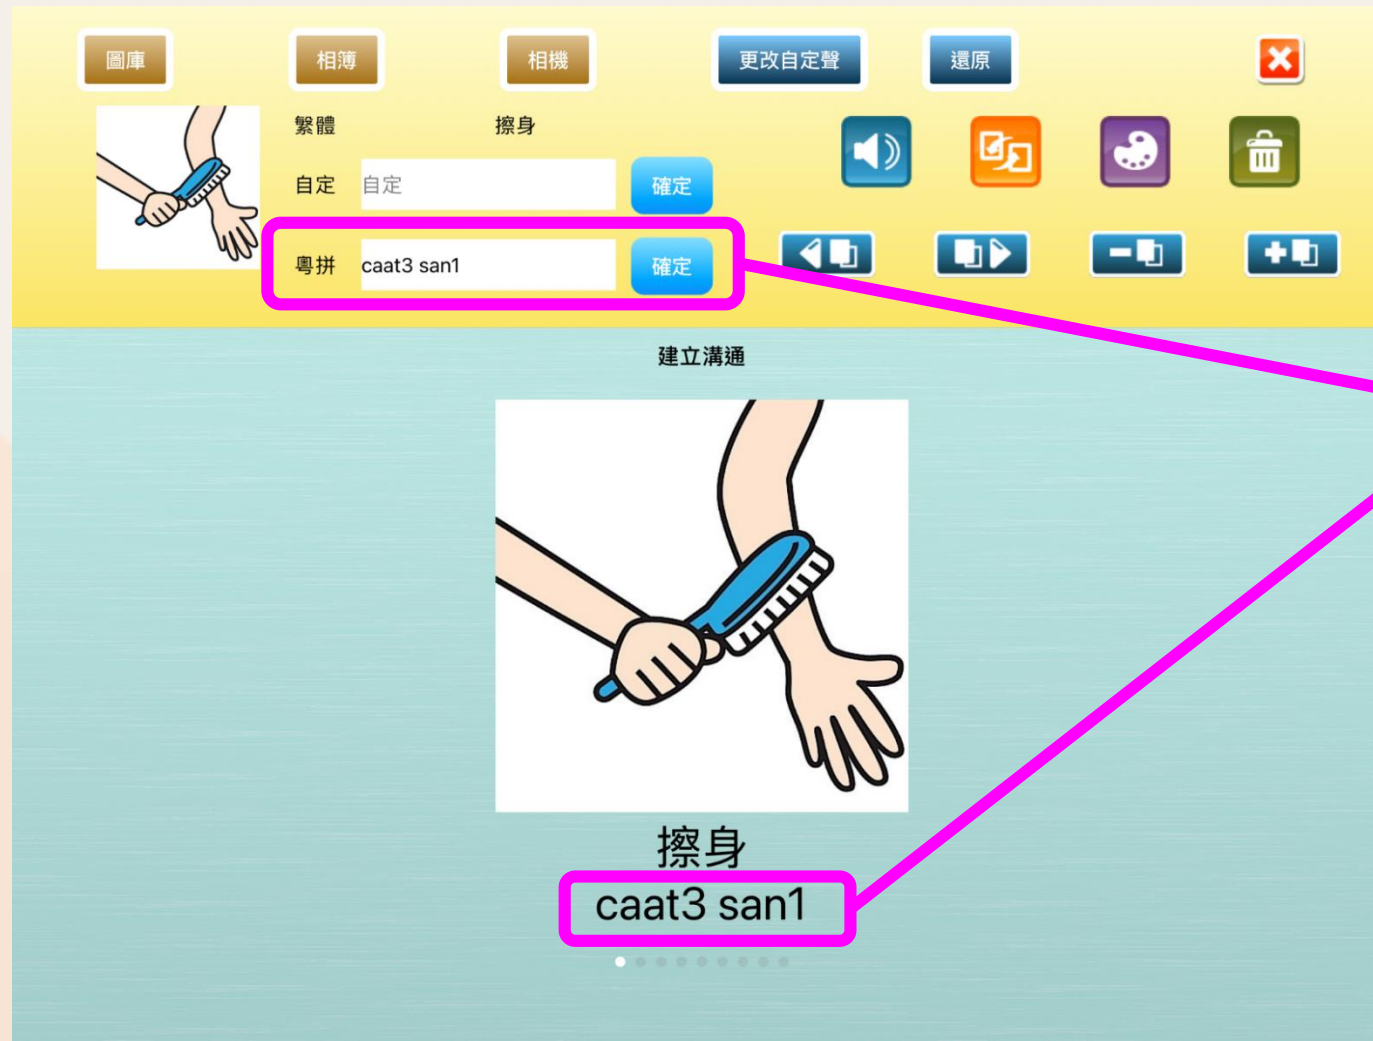 圖庫 相簿 相機 更改自定聲 還原
繁體 擦身
自定 自定 確定
粵拼 caat3 san1 確定
建立溝通
擦身
caat3 san1